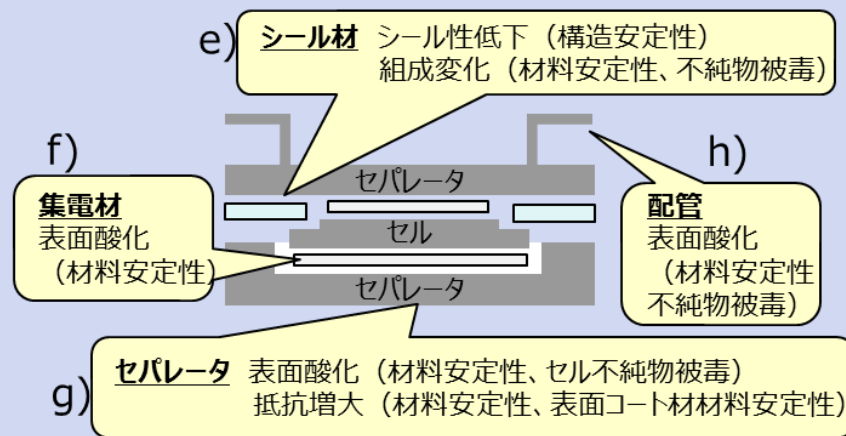 e)
シール材 シール性低下（構造安定性）
組成変化（材料安定性、不純物被毒）
f)
集電材
表面酸化
（材料安定性）
セパレータ
セル
セパレータ
h)
配管
表面酸化
（材料安定性
不純物被毒）
g)
セパレータ 表面酸化（材料安定性、セル不純物被毒）
抵抗増大（材料安定性、表面コート材材料安定性）